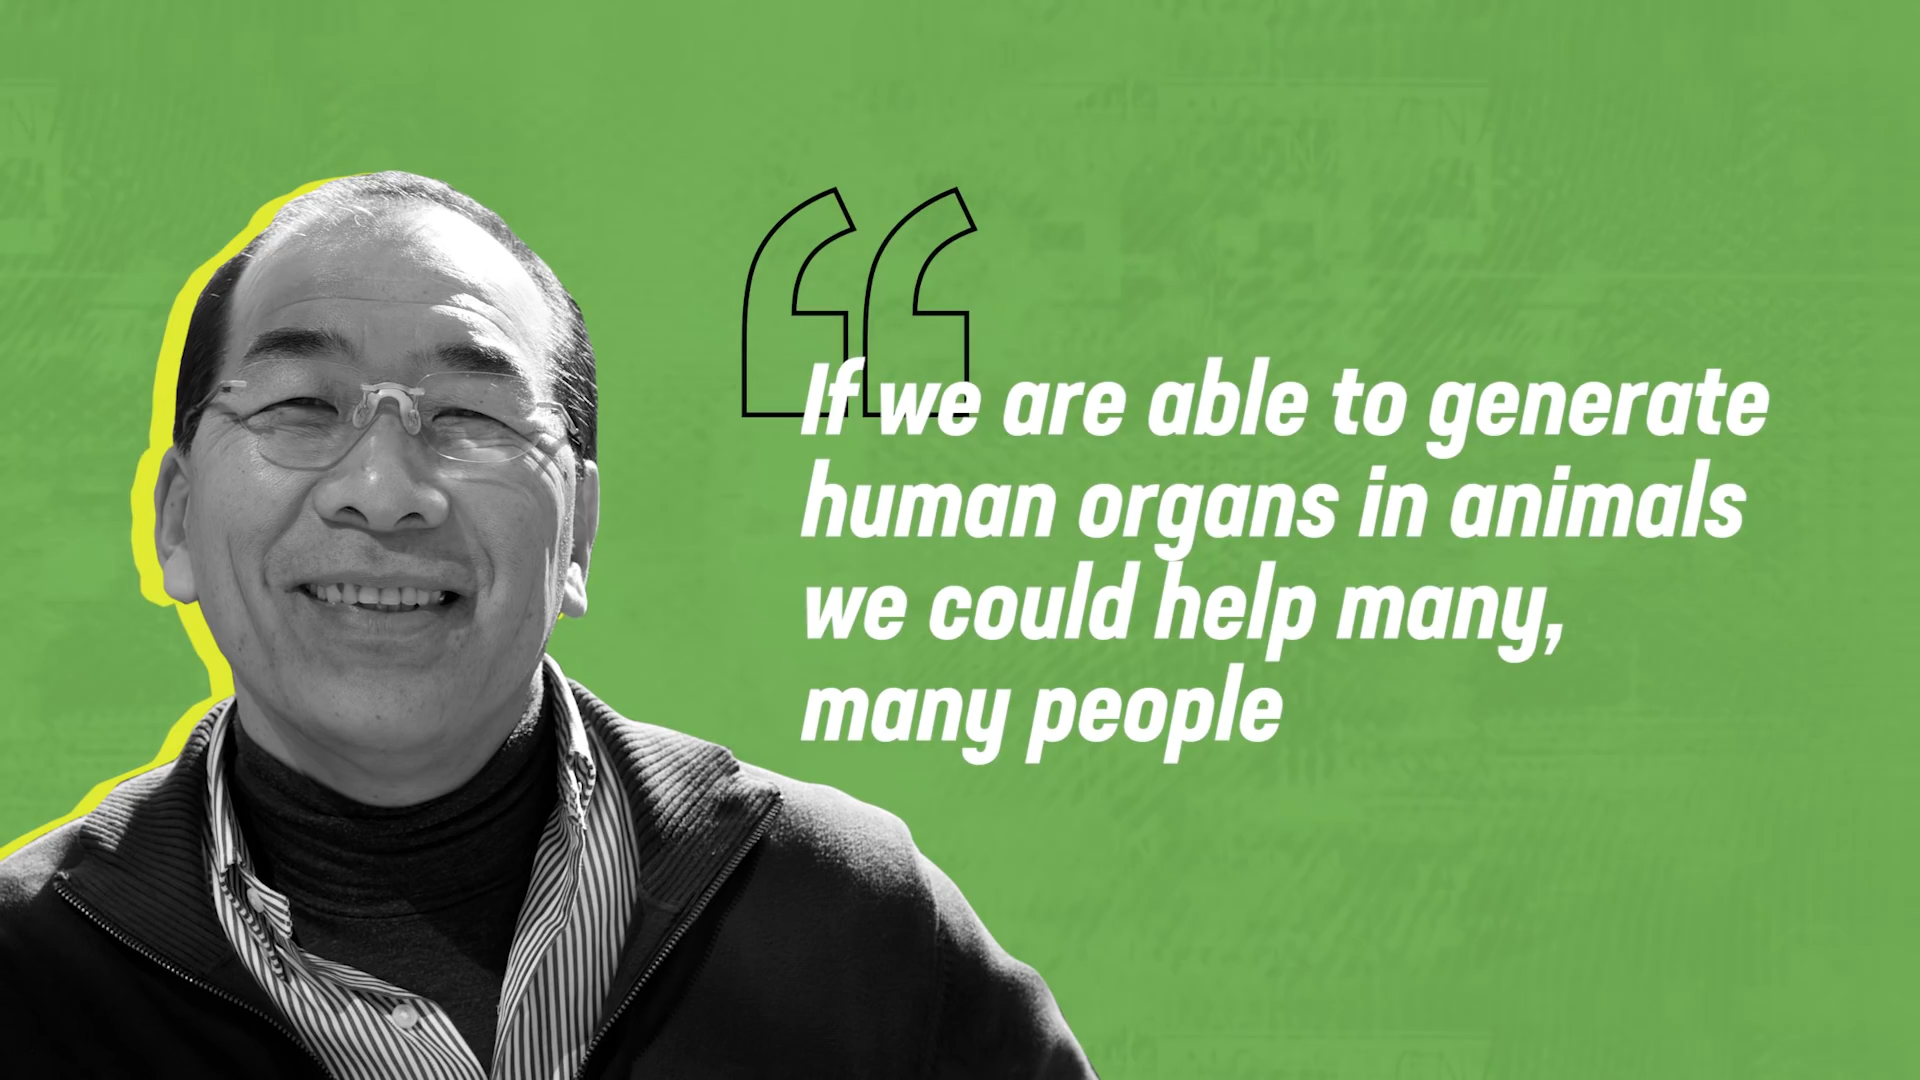 If we are able to generate
human organs in animals
we could help many,
many people